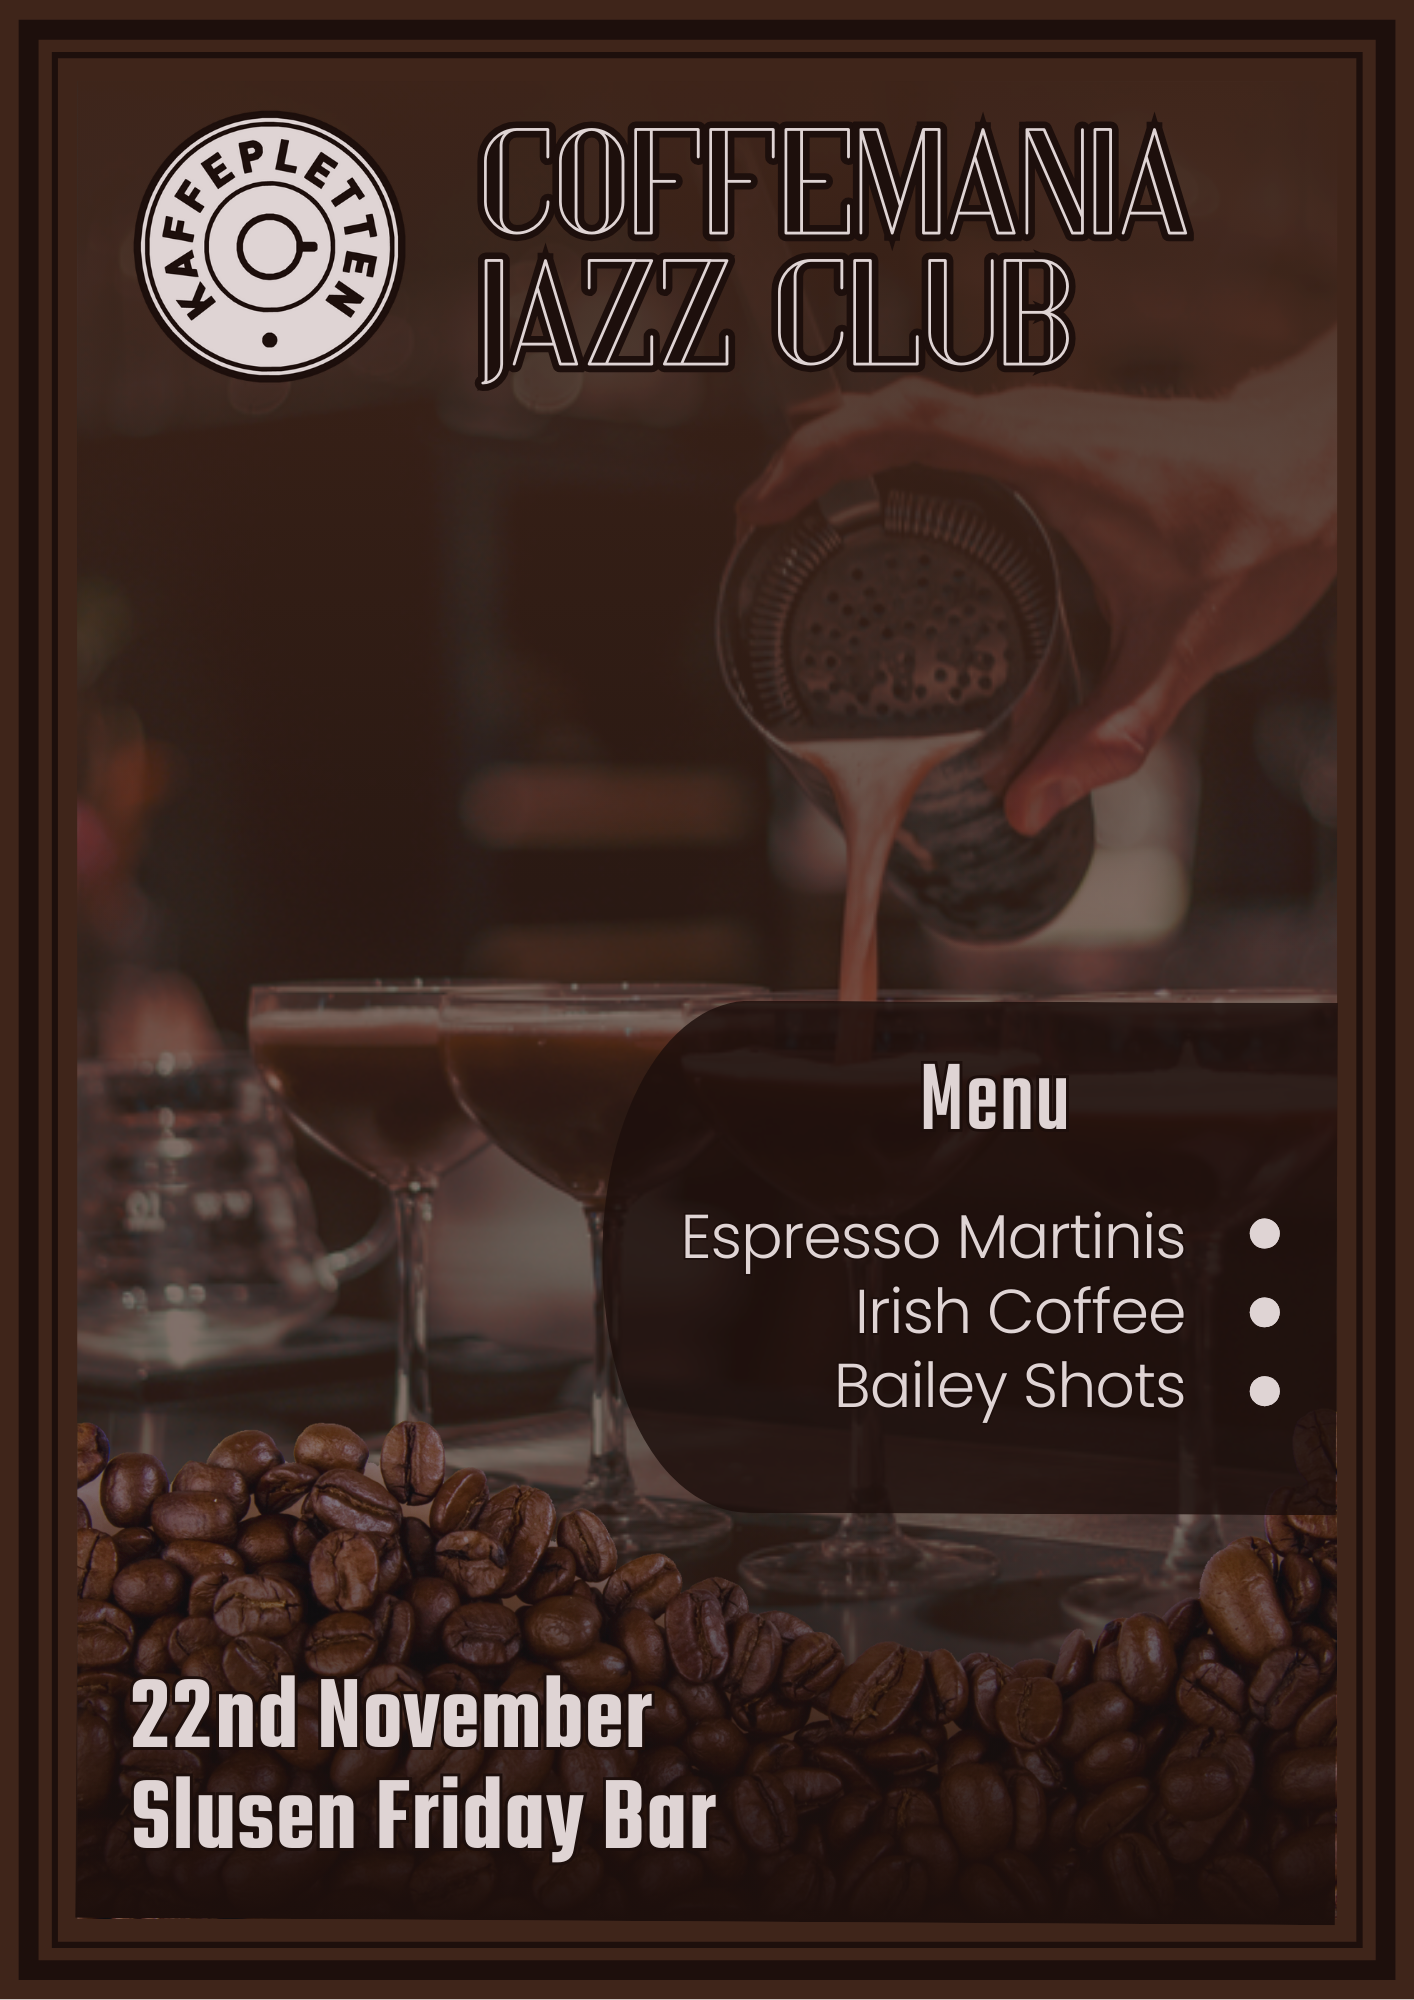 KAFFEPLETTEN
COFFEMANIA
JAZZ CLUB
Menu
Espresso Martinis
Irish Coffee
Bailey Shots
22nd November
Slusen Friday Bar